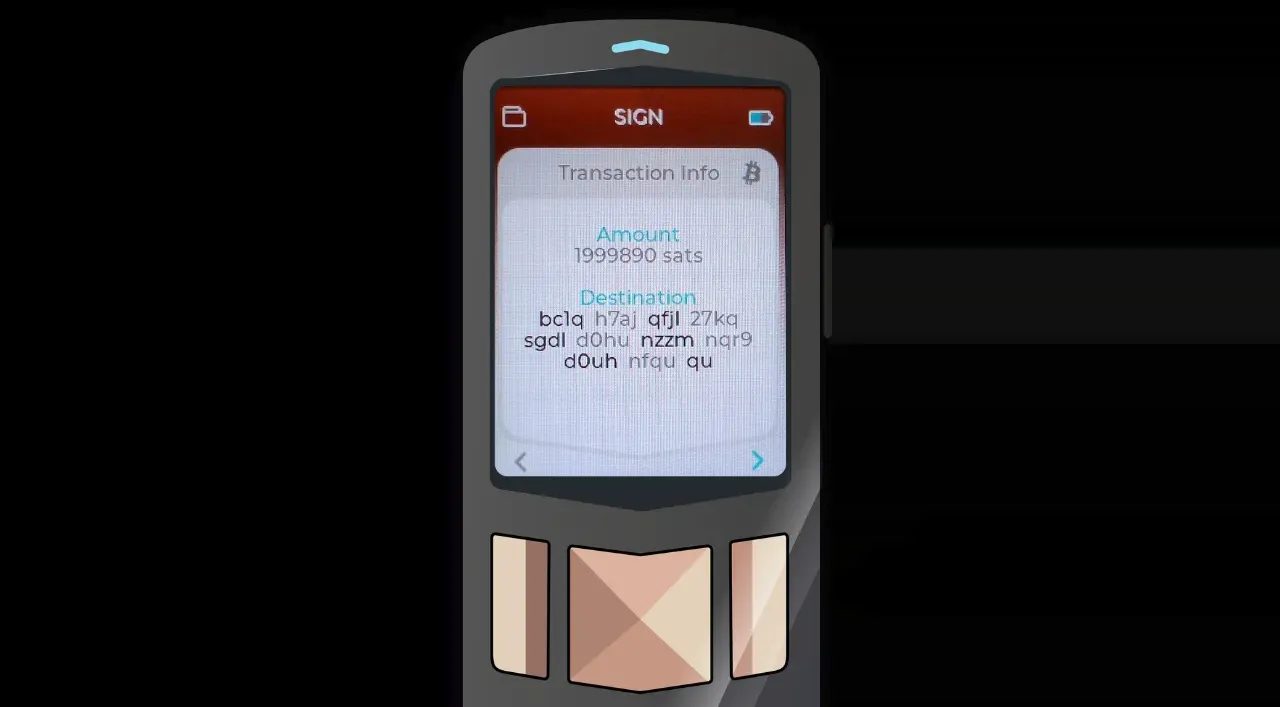 SIGN
Transaction Info
Amount
1999890 sats
Destination
bc1q h7aj qfjl 27kq
sgdl d0hu nzzm nqr9
d0uh nfqu qu